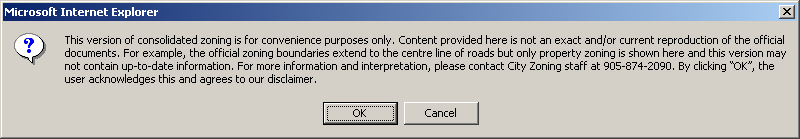 Microsoft Internet Explorer
This version of consolidated zoning is for convenience purposes only. Content provided here is not an exact and/or current reproduction of the official
documents. For example, the official zoning boundaries extend to the centre line of roads but only property zoning is shown here and this version may
not contain up-to-date information. For more information and interpretation, please contact City Zoning staff at 905-874-2090. By clicking “OK”, the
user acknowledges this and agrees to our disclaimer.
OK
Cancel